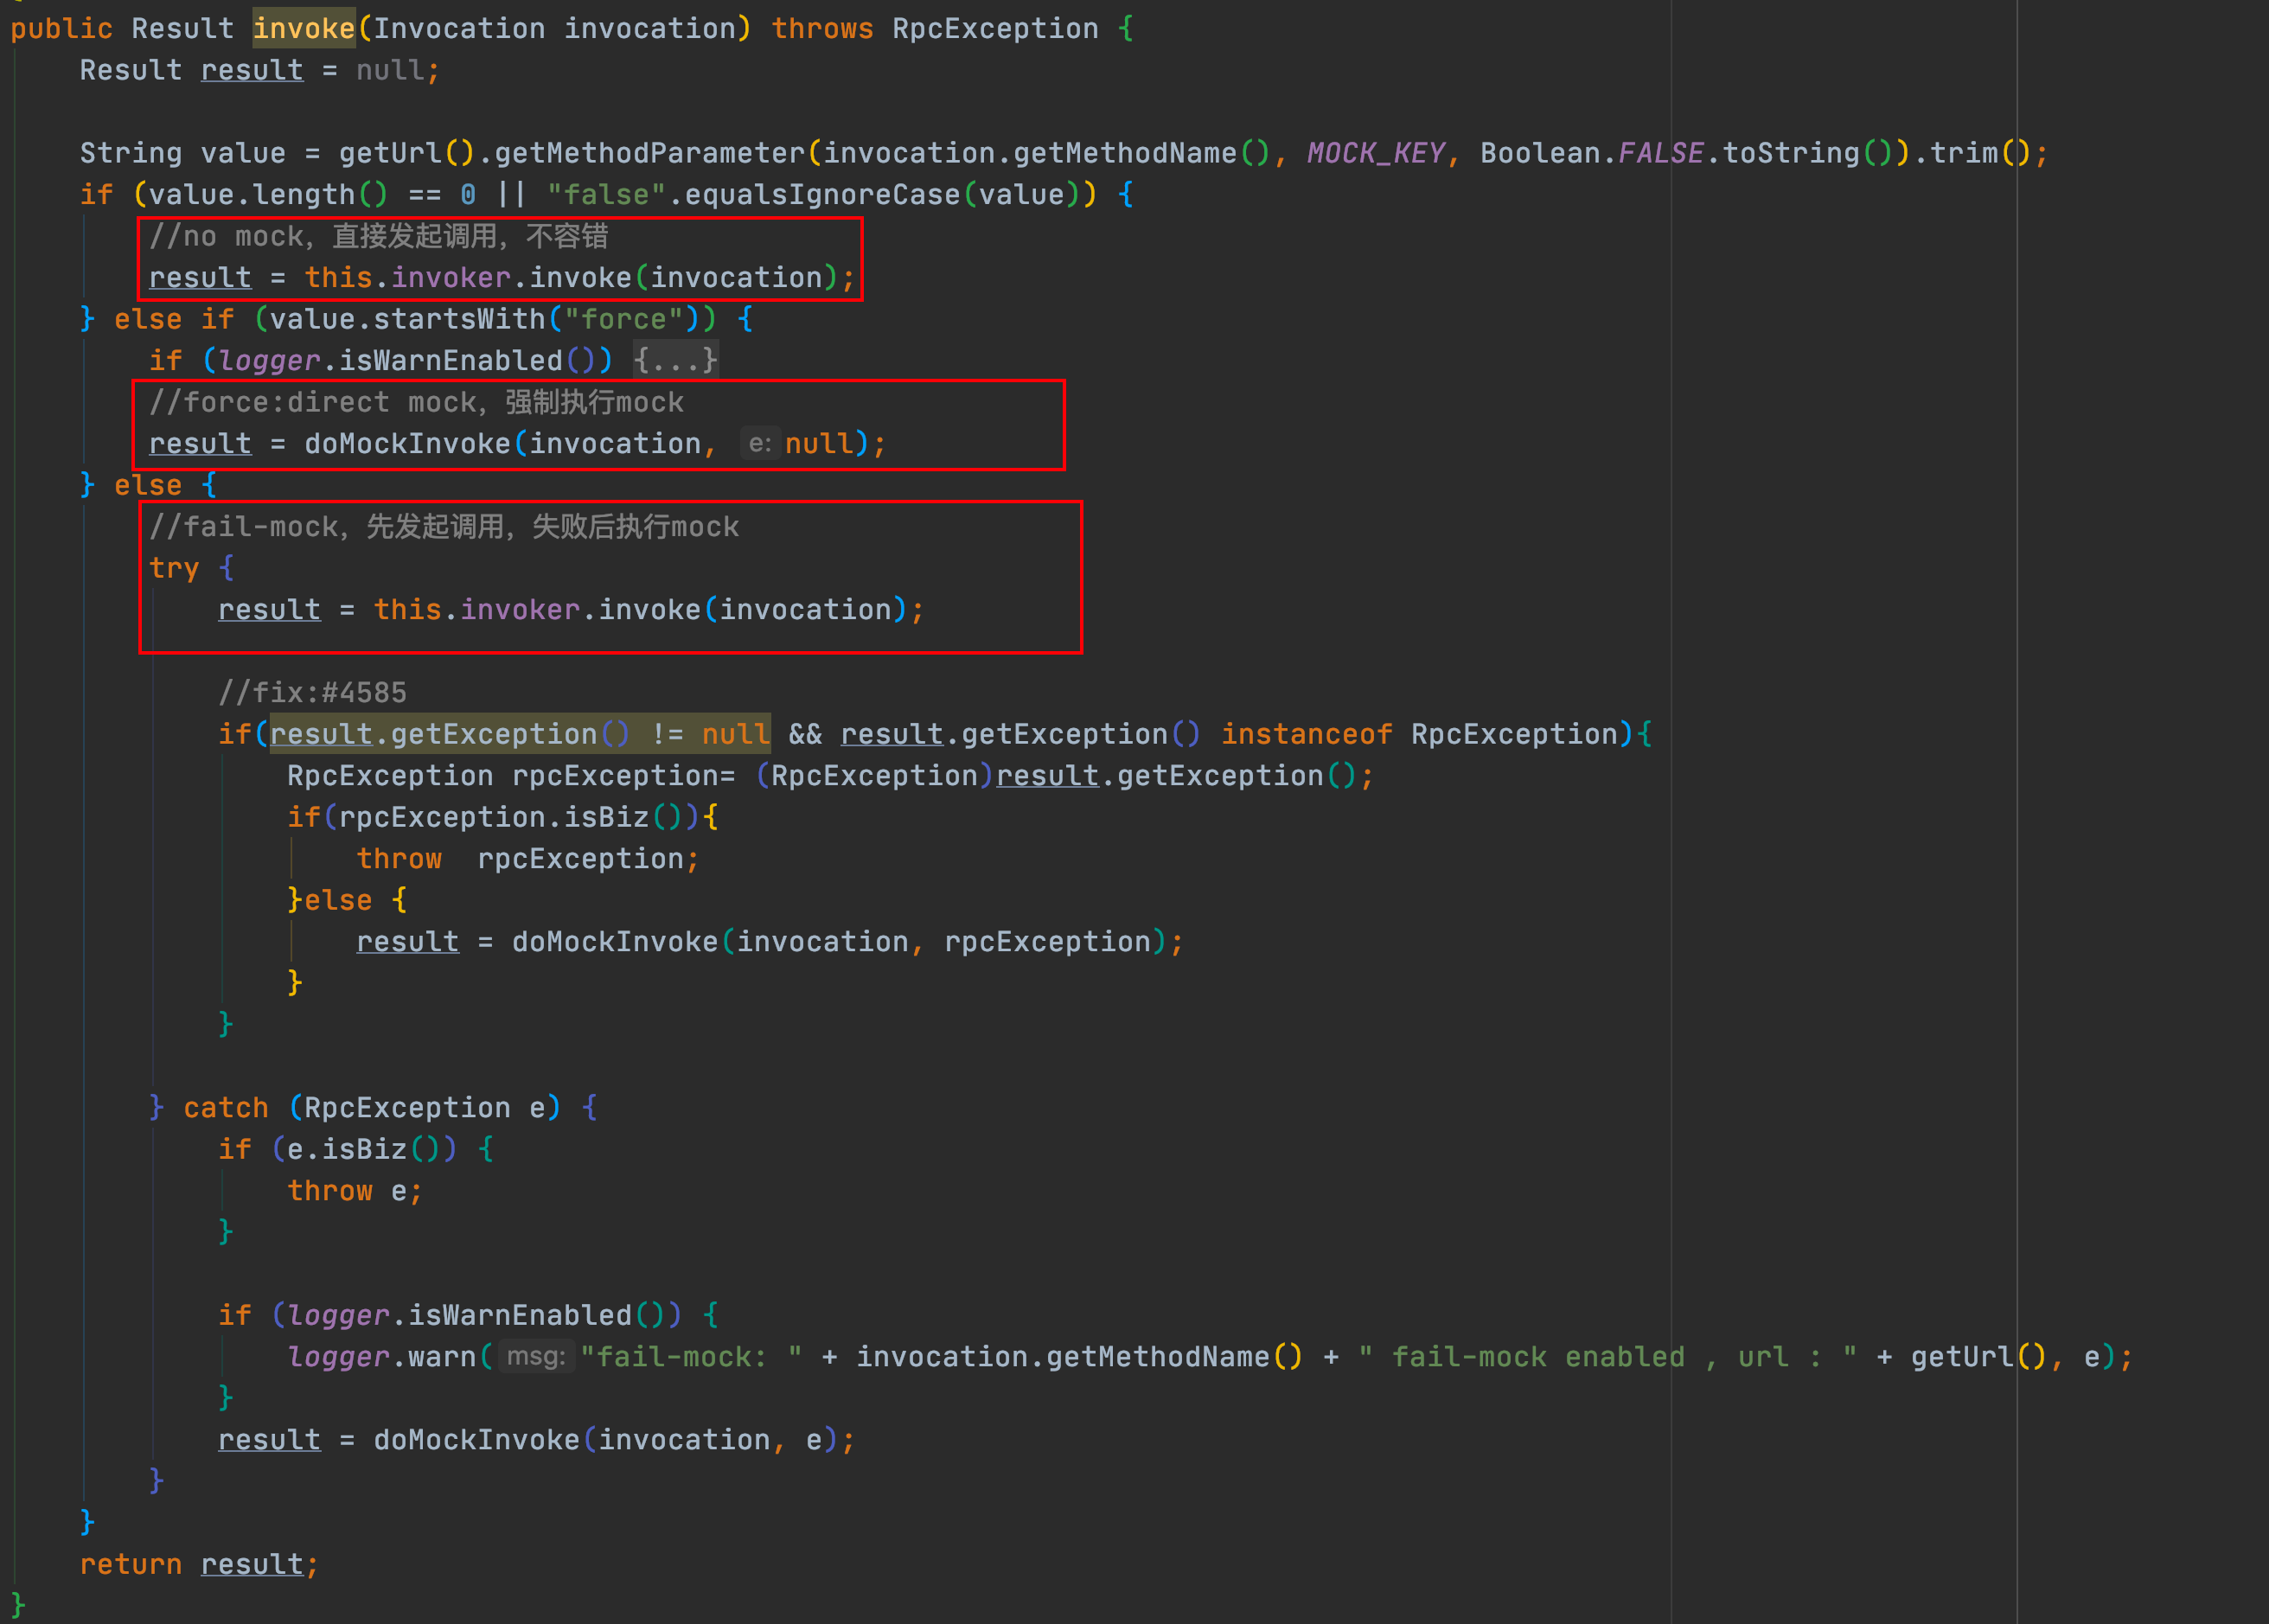 public Result invoke(Invocation invocation) throws RpcException {
    Result result = null;

    String value = getUrl().getMethodParameter(invocation.getMethodName(), MOCK_KEY, Boolean.FALSE.toString()).trim();
    if (value.length() == 0 || "false".equalsIgnoreCase(value)) {
        //no mock，直接发起调用，不容错
        result = this.invoker.invoke(invocation);
    } else if (value.startsWith("force")) {
        if (logger.isWarnEnabled()) {...}
        //force:direct mock，强制执行mock
        result = doMockInvoke(invocation, e: null);
    } else {
        //fail-mock，先发起调用，失败后执行mock
        try {
            result = this.invoker.invoke(invocation);

            //fix:#4585
            if(result.getException() != null && result.getException() instanceof RpcException){
                RpcException rpcException= (RpcException)result.getException();
                if(rpcException.isBiz()){
                    throw  rpcException;
                }else {
                    result = doMockInvoke(invocation, rpcException);
                }
            }

        } catch (RpcException e) {
            if (e.isBiz()) {
                throw e;
            }

            if (logger.isWarnEnabled()) {
                logger.warn( msg: "fail-mock: " + invocation.getMethodName() + " fail-mock enabled , url : " + getUrl(), e);
            }
            result = doMockInvoke(invocation, e);
        }
    }
    return result;
}